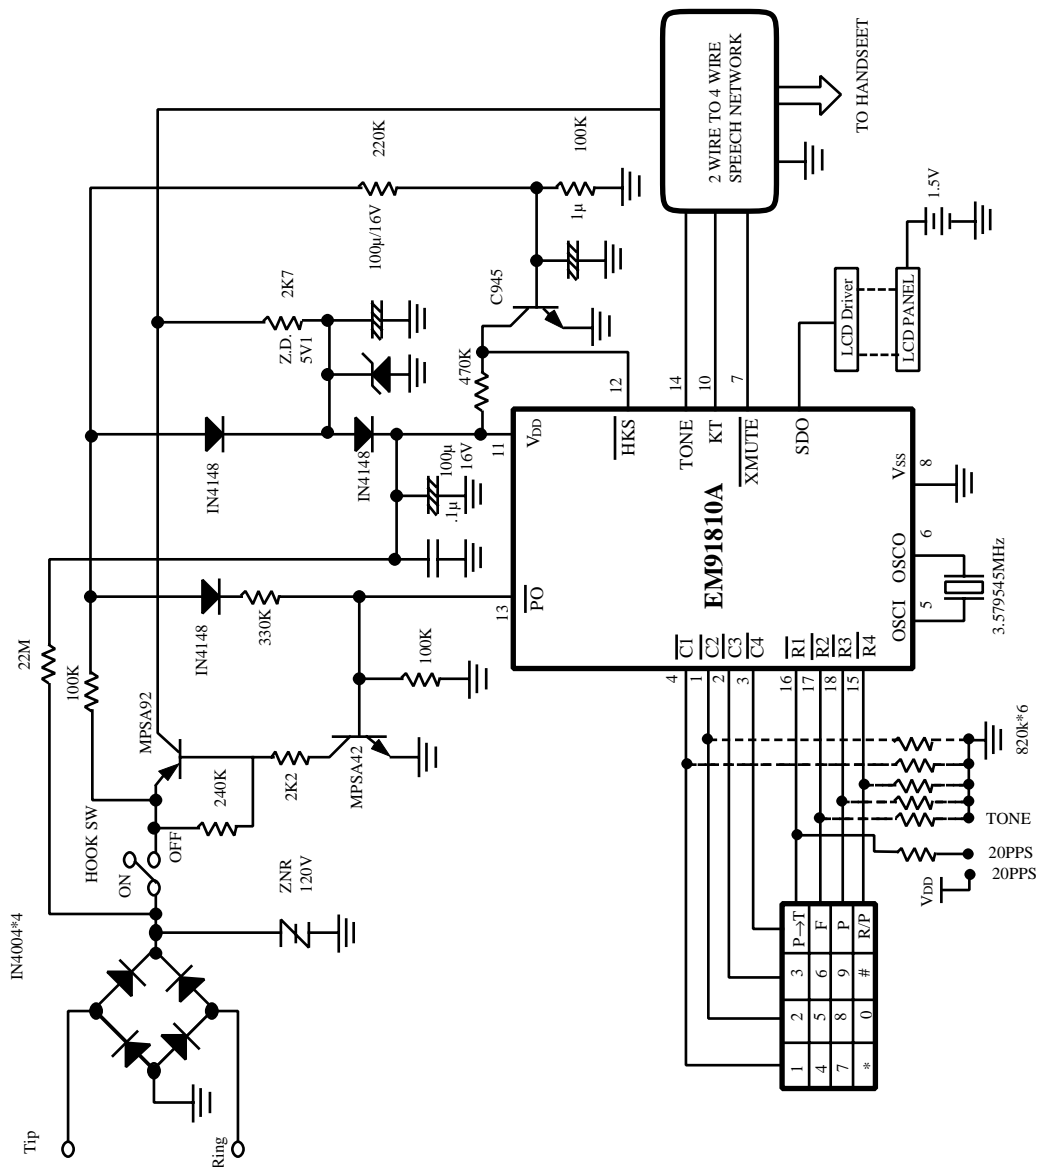 Tip
Ring
IN4004*4
HOOK SW
ON
OFF
ZNR
120V
22M
100K
MPSA92
240K
2K2
MPSA42
IN4148
330K
100K
IN4148
IN4148
.1µ
100µ
16V
Z.D.
5V1
2K7
100µ/16V
220K
470K
C945
1µ
100K
2 WIRE TO 4 WIRE
SPEECH NETWORK
TO HANDSEET
1.5V
LCD Driver
LCD PANEL
EM91810A
13
PO
11
VDD
12
HKS
14
TONE
10
KT
7
XMUTE
SDO
8
VSS
6
OSCO
5
OSCI
3.579545MHz
4 C1
1 C2
2 C3
3 C4
16 R1
17 R2
18 R3
15 R4
820k*6
TONE
20PPS
20PPS
VDD
1 2 3 P→T
4 5 6 F
7 8 9 P
* 0 # R/P